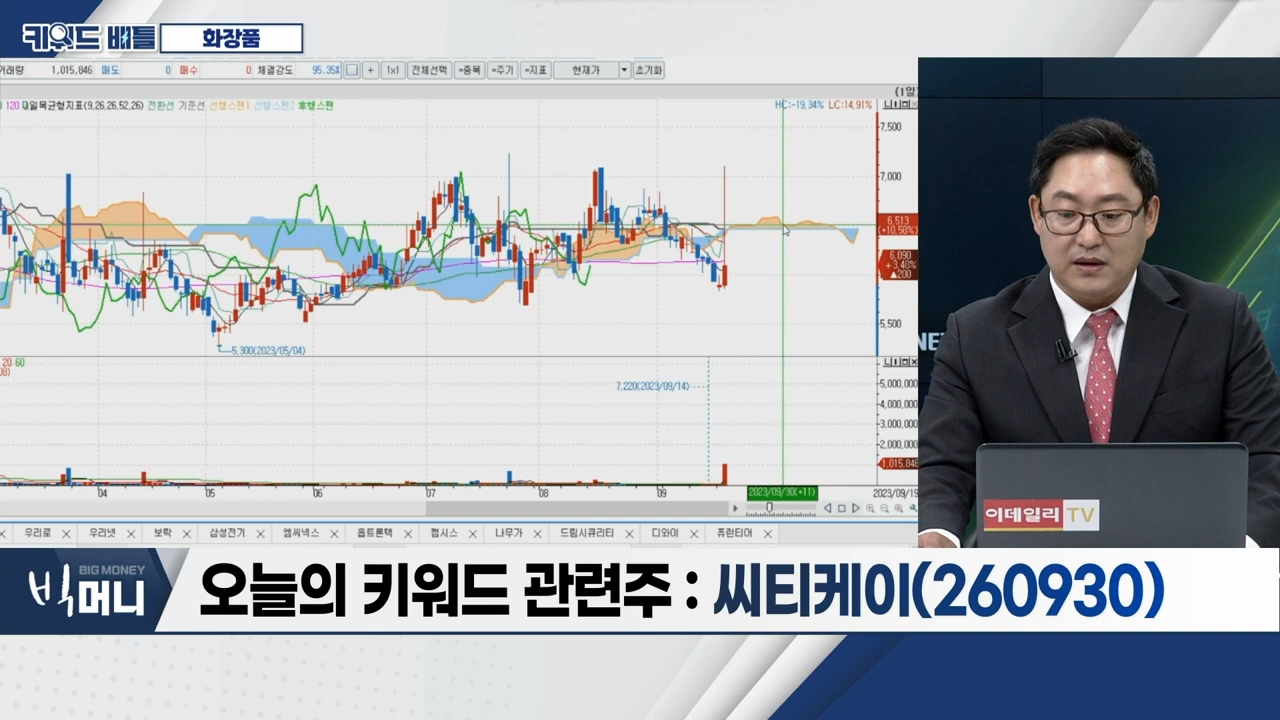 키워드 배틀
화장품
거래량 1,015,846 매도 0 매수 0 체결강도 95.35% + 1x1 전체선택 =종목 =주기 =지표 현재가 초기화
(1일)
120 일목균형지표(9,26,26,52,26) 전환선 기준선 선행스팬1 선행스팬2 후행스팬
HC:-19.34% LC:14.91%
7,500
7,000
6,513
(+10.58%)
6,090
+3.40%
▲200
5,500
5,300(2023/05/04)
20 60
7,220(2023/09/14)
5,000,000
4,000,000
3,000,000
2,000,000
1,015,846
04 05 06 07 08 09 2023/09/30(+11) 2023/09/19
우리로 우리넷 보락 삼성전기 엠씨넥스 옵트론텍 캠시스 나무가 드림시큐리티 디와이 퓨런티어
NE
이데일리TV
빅머니
BIG MONEY
오늘의 키워드 관련주 : 씨티케이(260930)